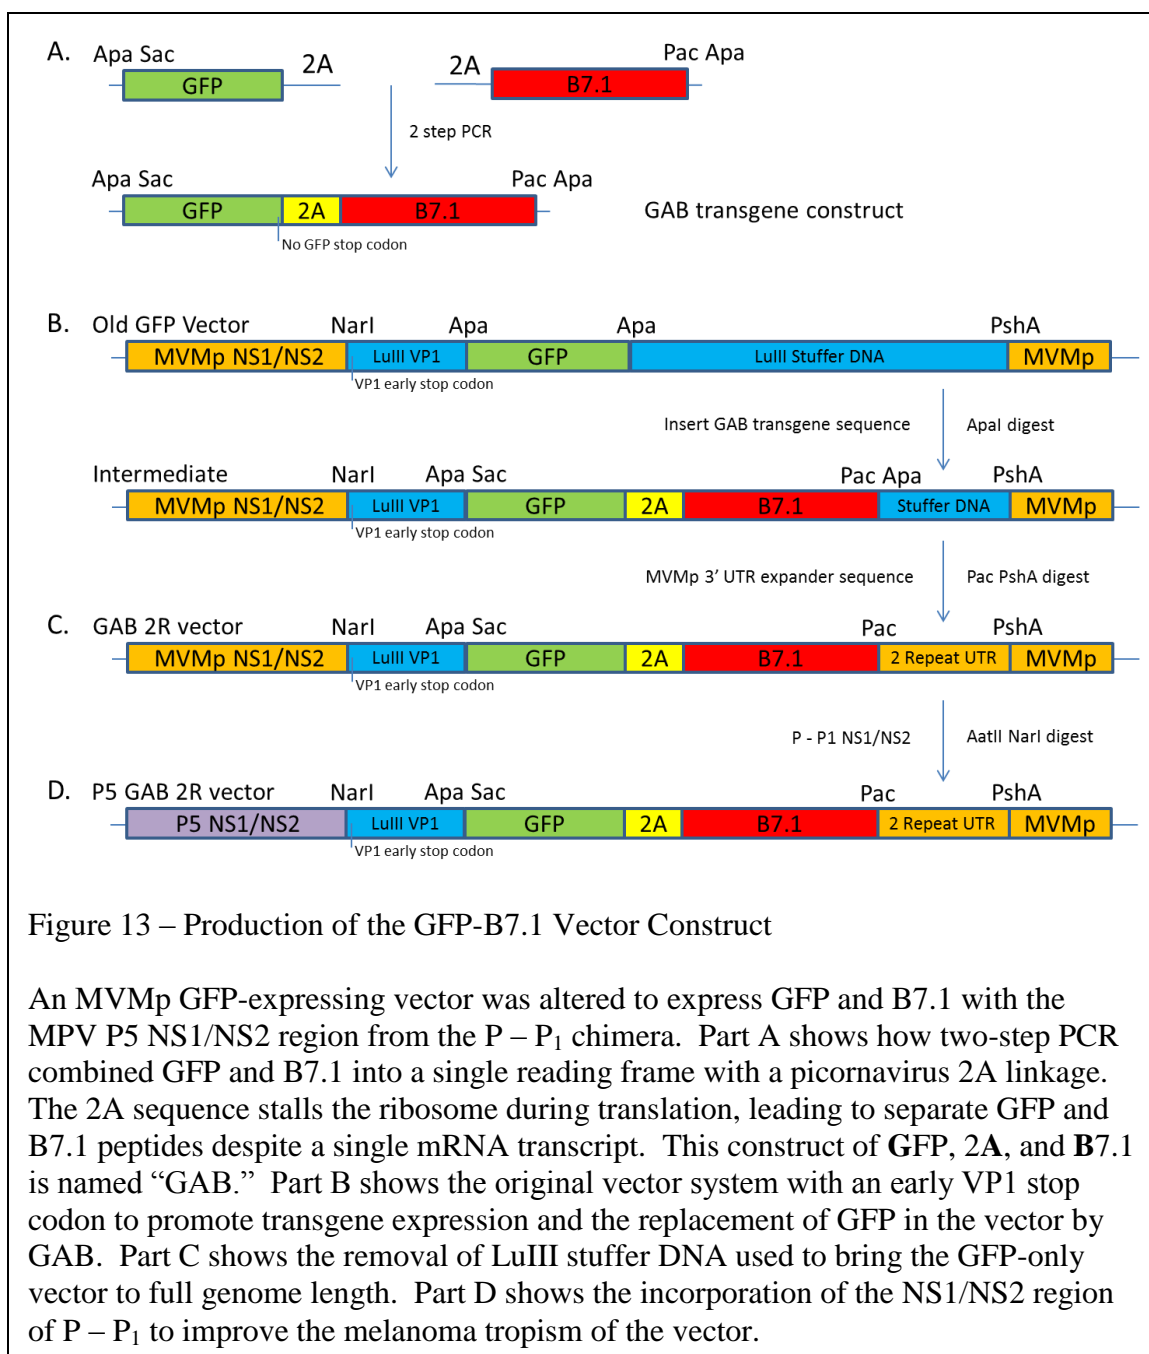 A. Apa Sac 2A 2A Pac Apa
GFP B7.1
2 step PCR
Apa Sac Pac Apa
GFP 2A B7.1 GAB transgene construct
No GFP stop codon
B. Old GFP Vector NarI Apa Apa PshA
MVMp NS1/NS2 LuIII VP1 GFP LuIII Stuffer DNA MVMp
VP1 early stop codon
Insert GAB transgene sequence ApaI digest
Intermediate NarI Apa Sac Pac Apa PshA
MVMp NS1/NS2 LuIII VP1 GFP 2A B7.1 Stuffer DNA MVMp
VP1 early stop codon
MVMp 3’ UTR expander sequence Pac PshA digest
C. GAB 2R vector NarI Apa Sac Pac PshA
MVMp NS1/NS2 LuIII VP1 GFP 2A B7.1 2 Repeat UTR MVMp
VP1 early stop codon
P - P1 NS1/NS2 AatII NarI digest
D. P5 GAB 2R vector NarI Apa Sac Pac PshA
P5 NS1/NS2 LuIII VP1 GFP 2A B7.1 2 Repeat UTR MVMp
VP1 early stop codon
Figure 13 – Production of the GFP-B7.1 Vector Construct
An MVMp GFP-expressing vector was altered to express GFP and B7.1 with the
MPV P5 NS1/NS2 region from the P – P₁ chimera. Part A shows how two-step PCR
combined GFP and B7.1 into a single reading frame with a picornavirus 2A linkage.
The 2A sequence stalls the ribosome during translation, leading to separate GFP and
B7.1 peptides despite a single mRNA transcript. This construct of GFP, 2A, and B7.1
is named “GAB.” Part B shows the original vector system with an early VP1 stop
codon to promote transgene expression and the replacement of GFP in the vector by
GAB. Part C shows the removal of LuIII stuffer DNA used to bring the GFP-only
vector to full genome length. Part D shows the incorporation of the NS1/NS2 region
of P – P₁ to improve the melanoma tropism of the vector.